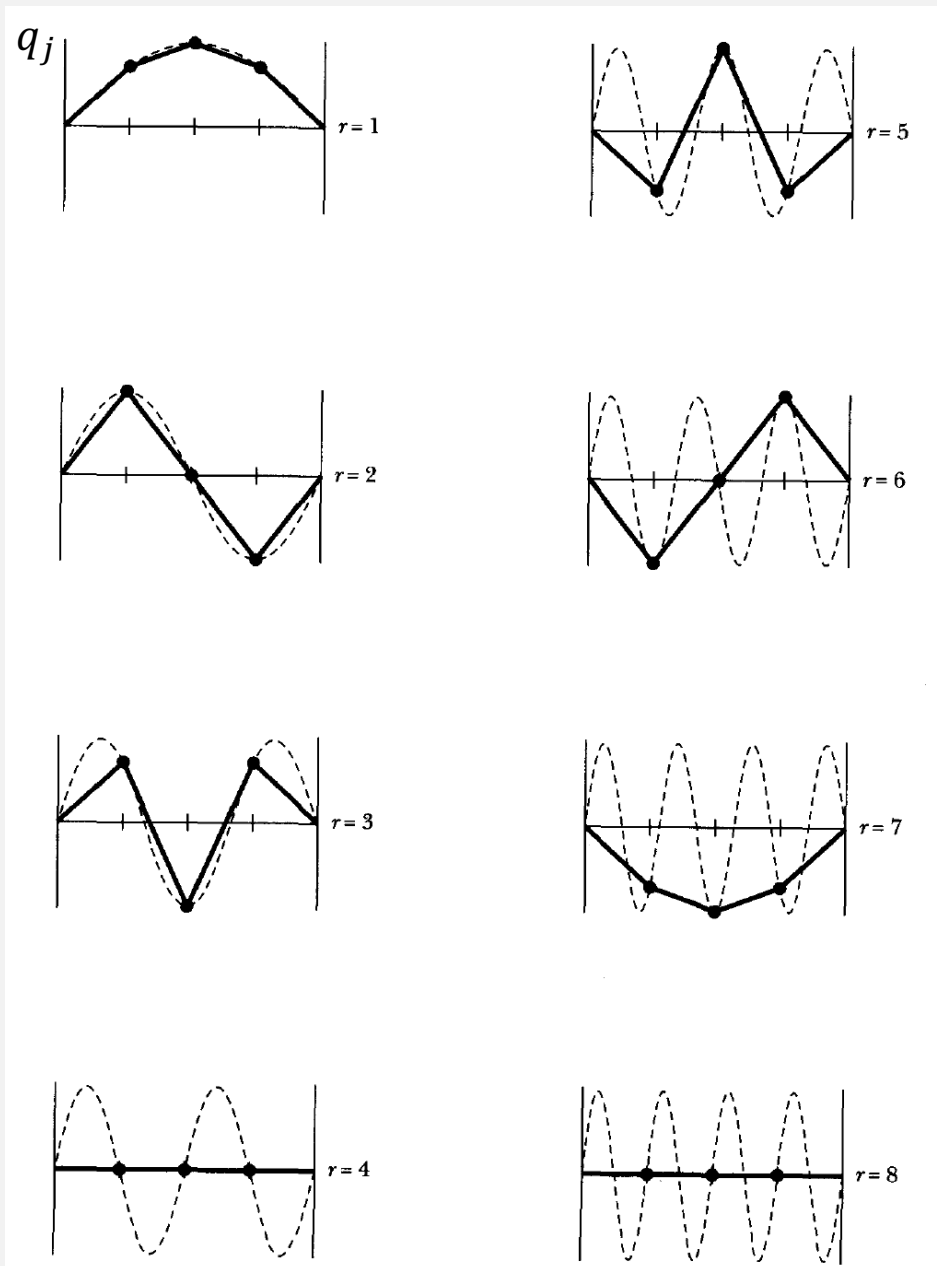 q_j
r = 1
r = 5
r = 2
r = 6
r = 3
r = 7
r = 4
r = 8